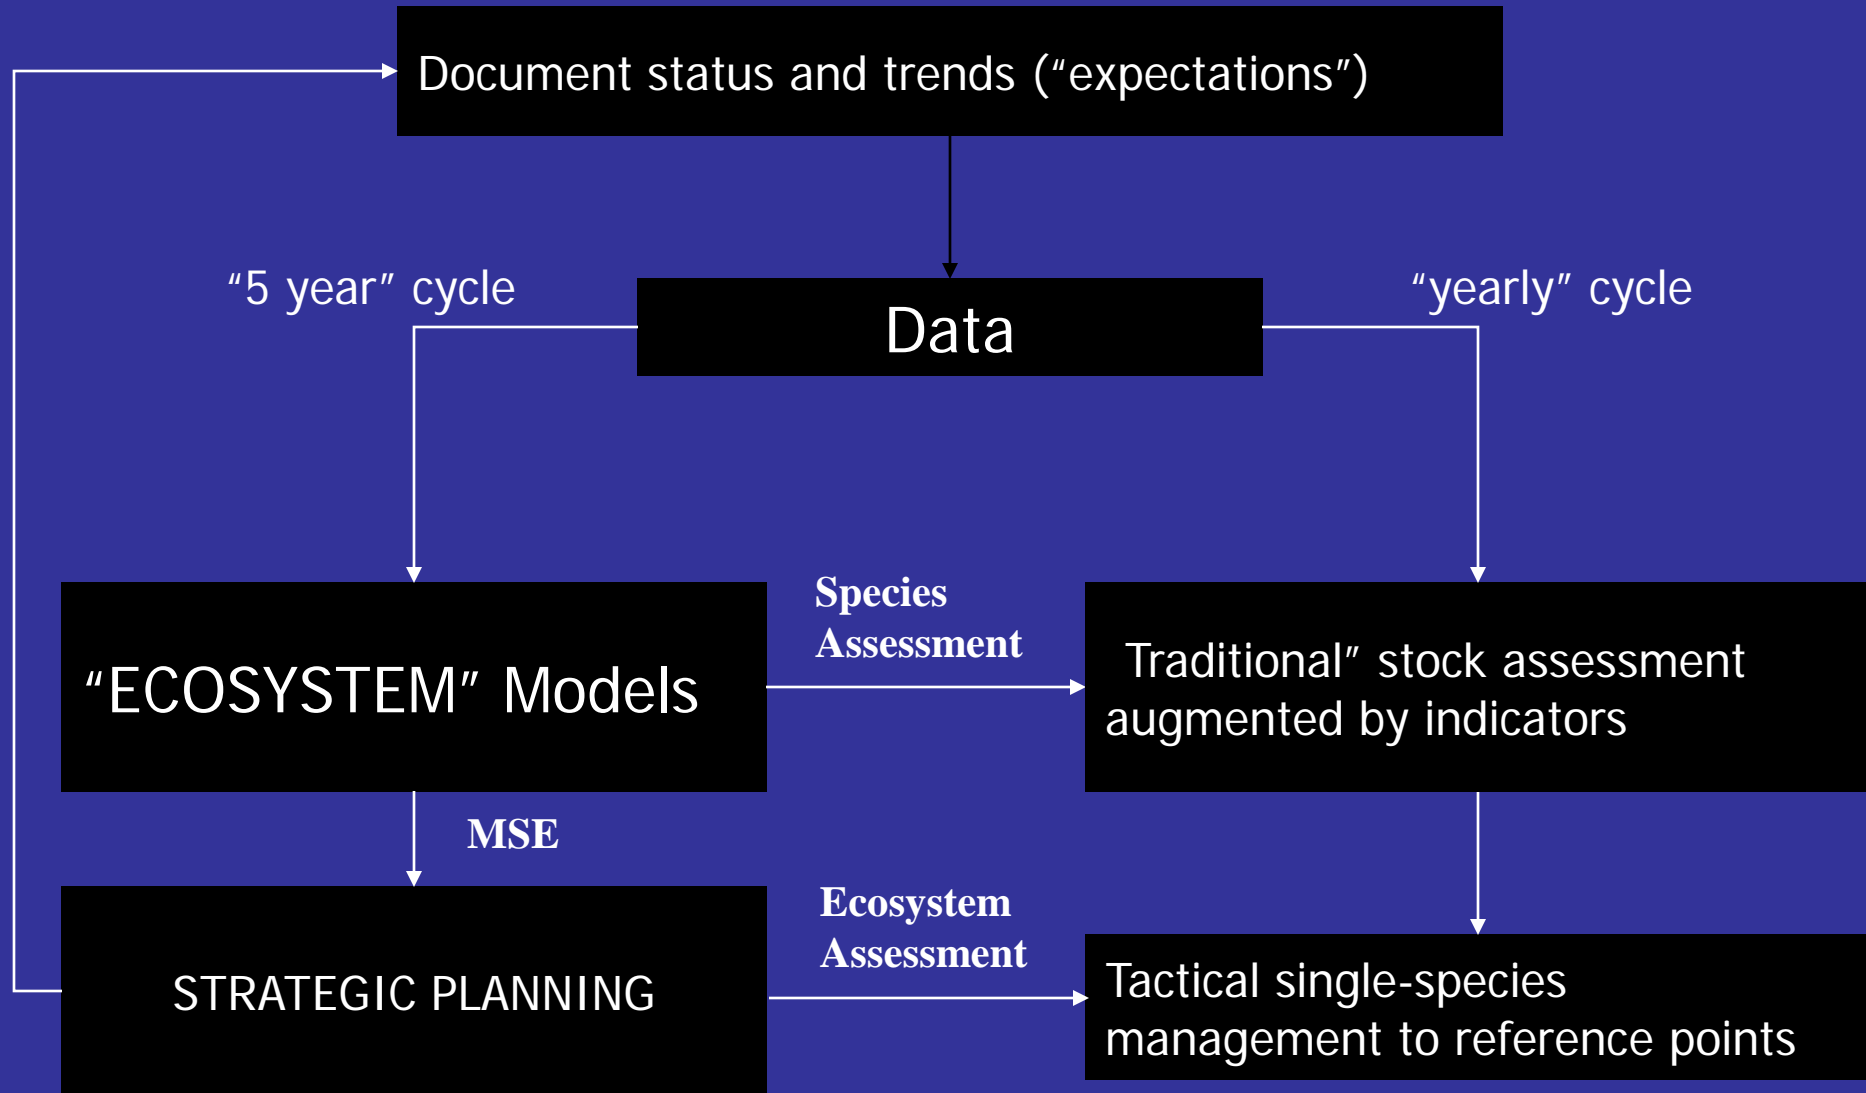 Document status and trends (“expectations”)
“5 year” cycle
Data
“yearly” cycle
Species
Assessment
“ECOSYSTEM” Models
Traditional” stock assessment
augmented by indicators
MSE
Ecosystem
Assessment
STRATEGIC PLANNING
Tactical single-species
management to reference points